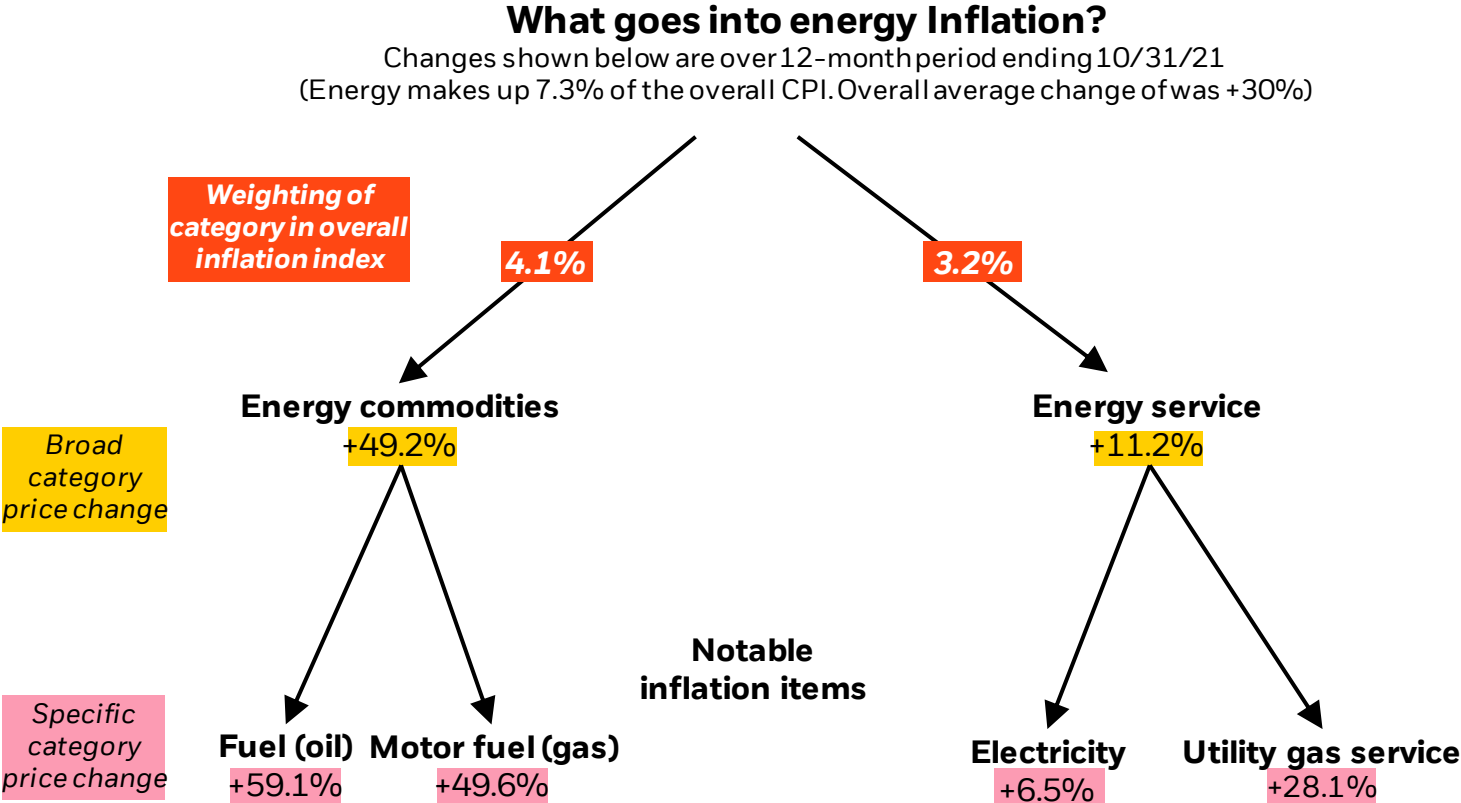 What goes into energy Inflation?
Changes shown below are over 12-month period ending 10/31/21
(Energy makes up 7.3% of the overall CPI. Overall average change of was +30%)
Weighting of
category in overall
inflation index
4.1%
3.2%
Energy commodities
+49.2%
Energy service
+11.2%
Broad
category
price change
Notable
inflation items
Specific
category
price change
Fuel (oil)
+59.1%
Motor fuel (gas)
+49.6%
Electricity
+6.5%
Utility gas service
+28.1%